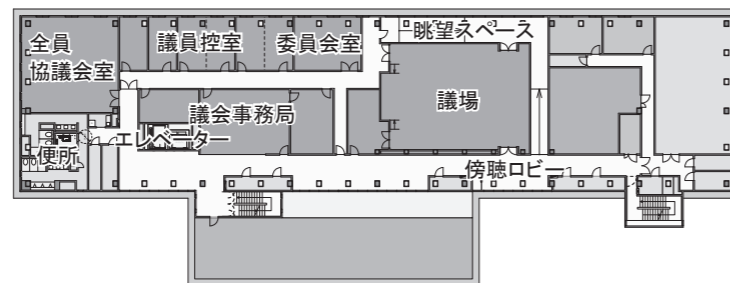 全員
協議会室
議員控室
委員会室
眺望スペース
議会事務局
議場
エレベーター
便所
傍聴ロビー